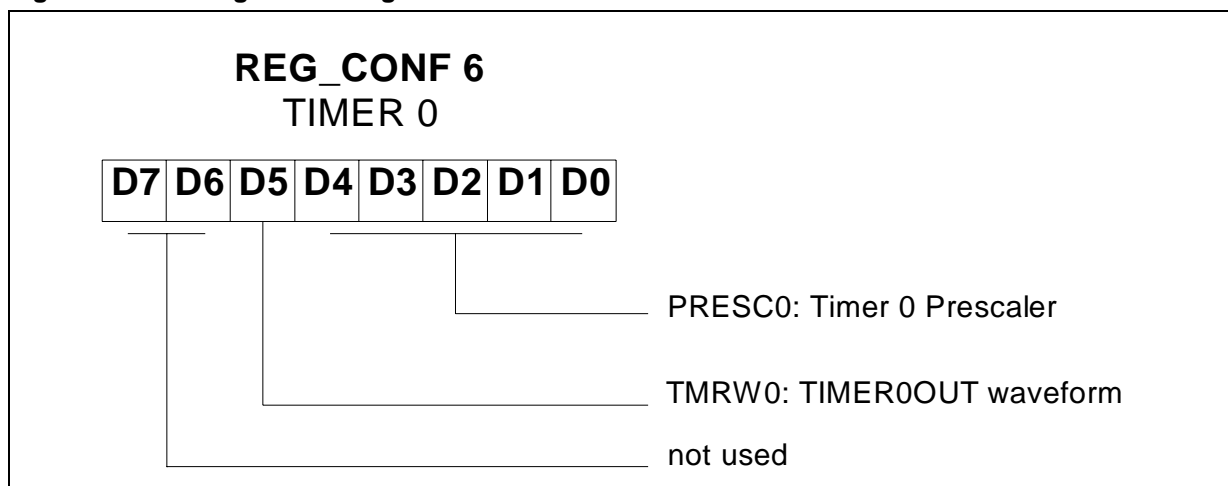 REG_CONF 6
TIMER 0
D7 D6 D5 D4 D3 D2 D1 D0
PRESC0: Timer 0 Prescaler
TMRW0: TIMER0OUT waveform
not used